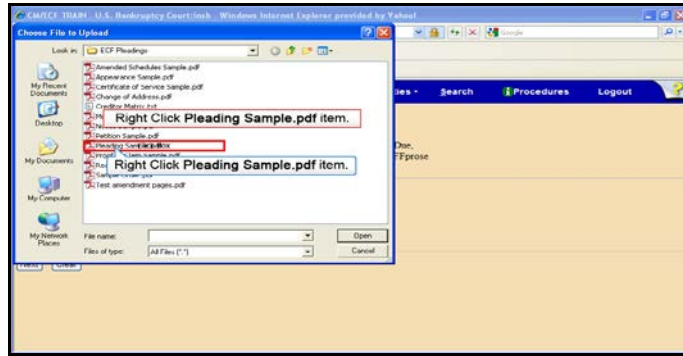 CM/ECF TRAIN - U.S. Bankruptcy Court:insb - Windows Internet Explorer provided by Yahoo!
Choose File to Upload
Look in: ECF Pleadings
Google
Amended Schedules Sample.pdf
Appearance Sample.pdf
Certificate of Service Sample.pdf
Change of Address.pdf
Creditor Matrix.txt
My Recent Documents
Search Procedures Logout
Right Click Pleading Sample.pdf item.
Desktop
Petition Sample.pdf
Pleading Sam
Right Click Pleading Sample.pdf item.
My Documents
Test amendment pages.pdf
My Computer
My Network Places
File name:
Open
Files of type: All Files (*.*)
Cancel
Next Clear